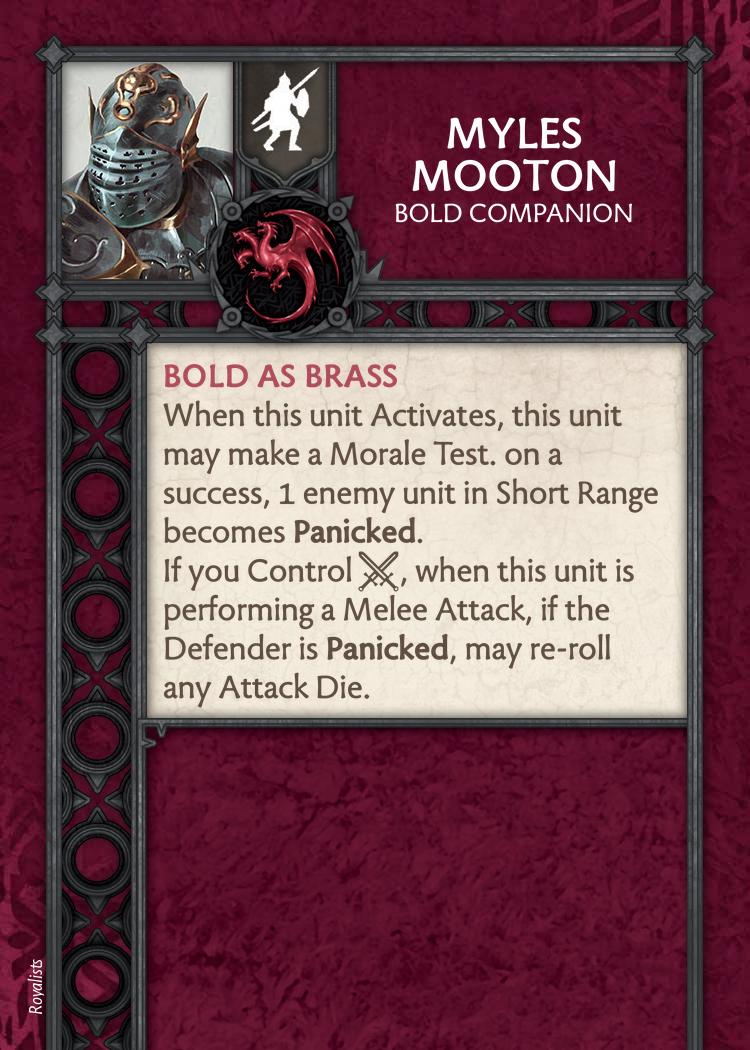 MYLES
MOOTON
BOLD COMPANION
BOLD AS BRASS
When this unit Activates, this unit
may make a Morale Test. on a
success, 1 enemy unit in Short Range
becomes Panicked.
If you Control , when this unit is
performing a Melee Attack, if the
Defender is Panicked, may re-roll
any Attack Die.
Royalists